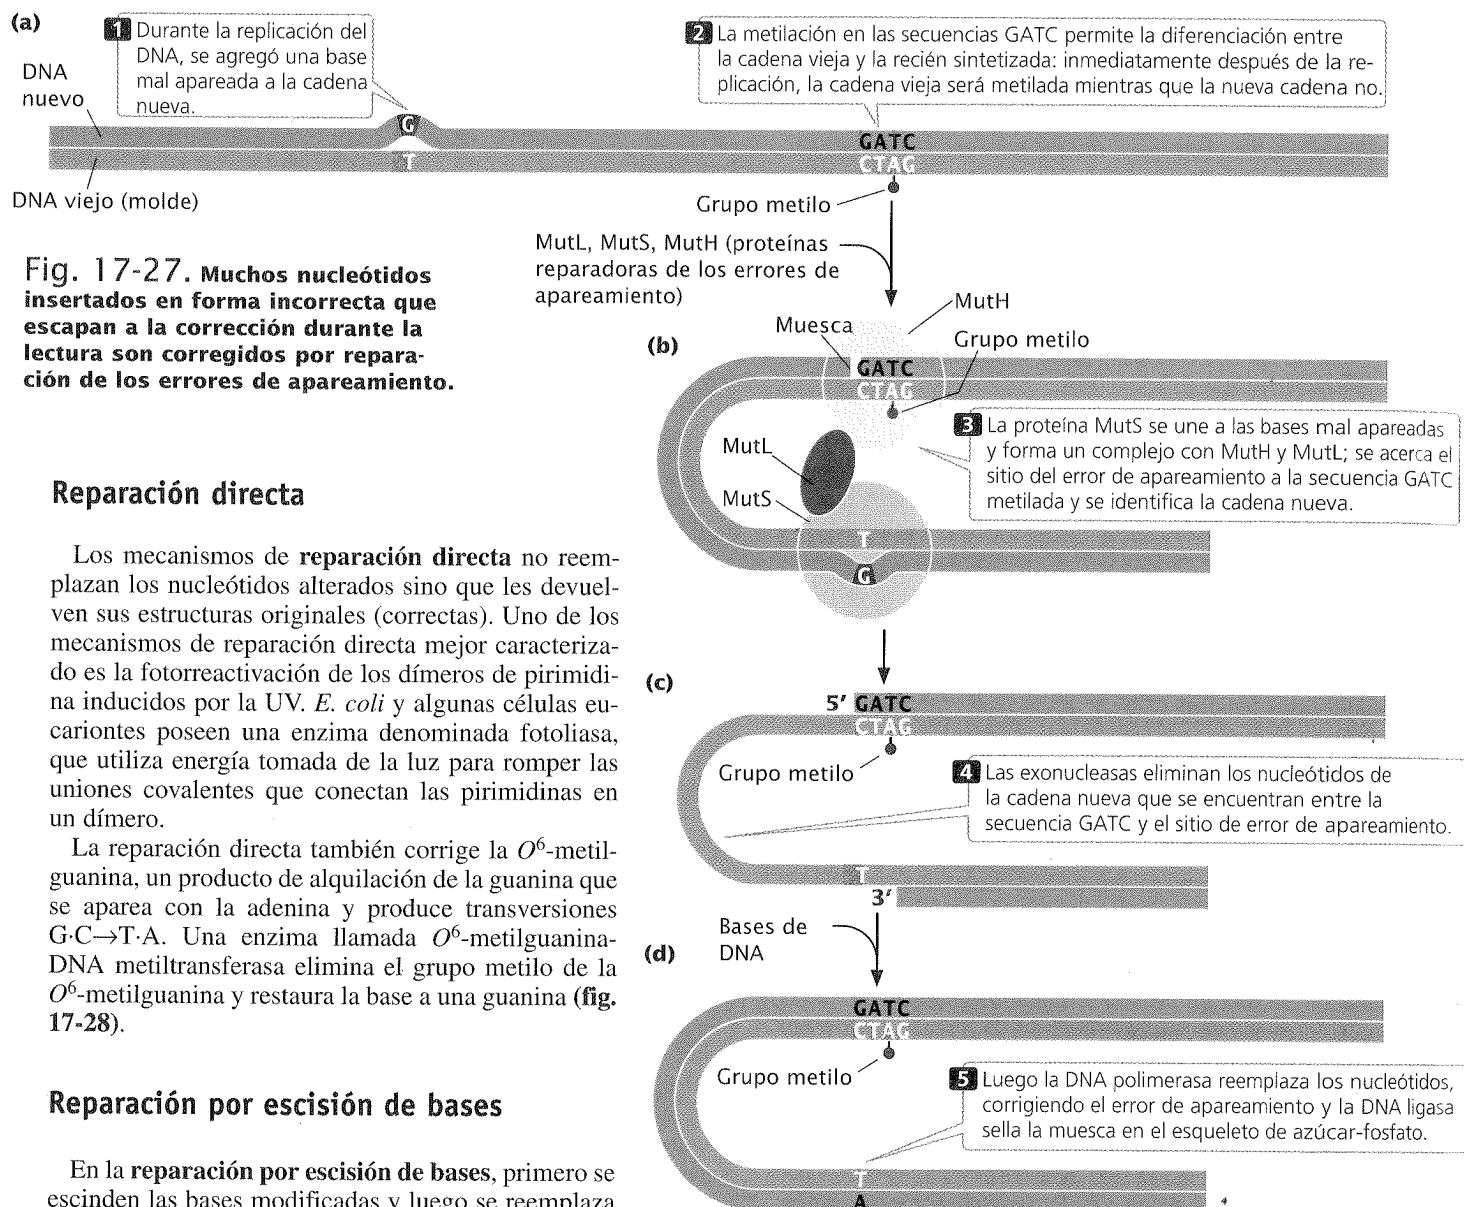 (a)
1 Durante la replicación del
DNA, se agregó una base
mal apareada a la cadena
nueva.
2 La metilación en las secuencias GATC permite la diferenciación entre
la cadena vieja y la recién sintetizada: inmediatamente después de la re-
plicación, la cadena vieja será metilada mientras que la nueva cadena no.
DNA
nuevo
G
T
GATC
CTAG
DNA viejo (molde)
Grupo metilo
MutL, MutS, MutH (proteínas
reparadoras de los errores de
apareamiento)
Fig. 17-27. Muchos nucleótidos
insertados en forma incorrecta que
escapan a la corrección durante la
lectura son corregidos por repara-
ción de los errores de apareamiento.
(b)
Muesca
MutH
Grupo metilo
GATC
CTAG
3 La proteína MutS se une a las bases mal apareadas
y forma un complejo con MutH y MutL; se acerca el
sitio del error de apareamiento a la secuencia GATC
metilada y se identifica la cadena nueva.
MutL
MutS
T
G
(c)
5' GATC
CTAG
Grupo metilo
4 Las exonucleasas eliminan los nucleótidos de
la cadena nueva que se encuentran entre la
secuencia GATC y el sitio de error de apareamiento.
T
3'
Bases de
DNA
(d)
GATC
CTAG
Grupo metilo
5 Luego la DNA polimerasa reemplaza los nucleótidos,
corrigiendo el error de apareamiento y la DNA ligasa
sella la muesca en el esqueleto de azúcar-fosfato.
T
A
Reparación directa
Los mecanismos de reparación directa no reem-
plazan los nucleótidos alterados sino que les devuel-
ven sus estructuras originales (correctas). Uno de los
mecanismos de reparación directa mejor caracteriza-
do es la fotorreactivación de los dímeros de pirimidi-
na inducidos por la UV. E. coli y algunas células eu-
cariontes poseen una enzima denominada fotoliasa,
que utiliza energía tomada de la luz para romper las
uniones covalentes que conectan las pirimidinas en
un dímero.
La reparación directa también corrige la O⁶-metil-
guanina, un producto de alquilación de la guanina que
se aparea con la adenina y produce transversiones
G·C→T·A. Una enzima llamada O⁶-metilguanina-
DNA metiltransferasa elimina el grupo metilo de la
O⁶-metilguanina y restaura la base a una guanina (fig.
17-28).
Reparación por escisión de bases
En la reparación por escisión de bases, primero se
escinden las bases modificadas y luego se reemplaza